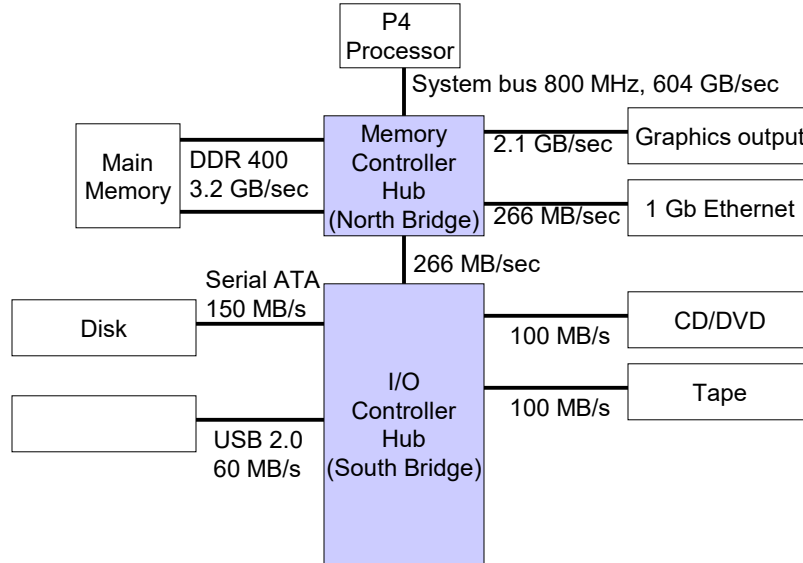 P4
Processor
System bus 800 MHz, 604 GB/sec
Main
Memory
DDR 400
3.2 GB/sec
Memory
Controller
Hub
(North Bridge)
2.1 GB/sec
Graphics output
266 MB/sec
1 Gb Ethernet
266 MB/sec
Serial ATA
150 MB/s
Disk
I/O
Controller
Hub
(South Bridge)
100 MB/s
CD/DVD
100 MB/s
Tape
USB 2.0
60 MB/s